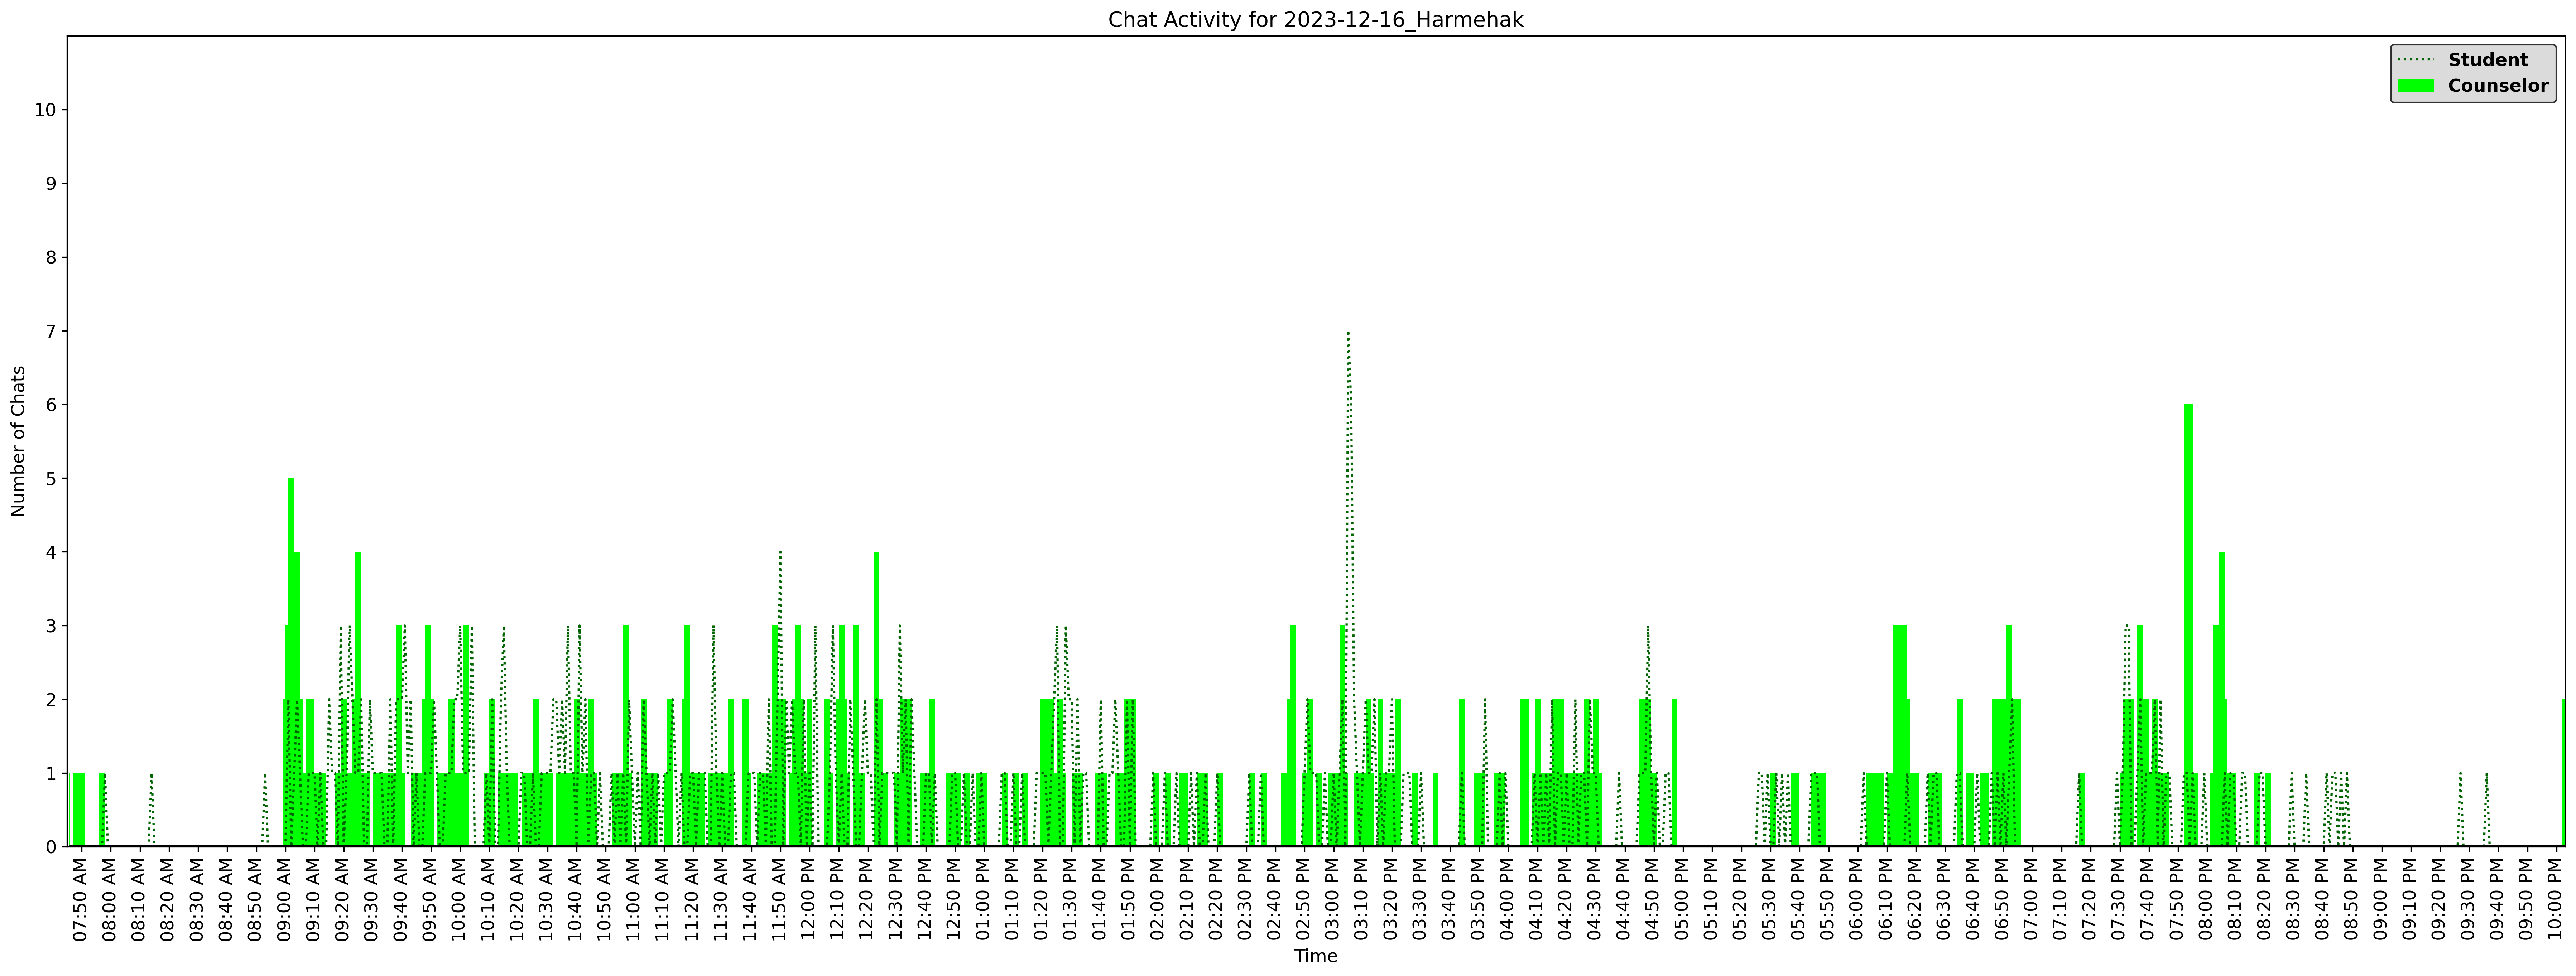 Chat Activity for 2023-12-16_Harmehak
Student
Counselor
Number of Chats
10
9
8
7
6
5
4
3
2
1
0
07:50 AM
08:00 AM
08:10 AM
08:20 AM
08:30 AM
08:40 AM
08:50 AM
09:00 AM
09:10 AM
09:20 AM
09:30 AM
09:40 AM
09:50 AM
10:00 AM
10:10 AM
10:20 AM
10:30 AM
10:40 AM
10:50 AM
11:00 AM
11:10 AM
11:20 AM
11:30 AM
11:40 AM
11:50 AM
12:00 PM
12:10 PM
12:20 PM
12:30 PM
12:40 PM
12:50 PM
01:00 PM
01:10 PM
01:20 PM
01:30 PM
01:40 PM
01:50 PM
02:00 PM
02:10 PM
02:20 PM
02:30 PM
02:40 PM
02:50 PM
03:00 PM
03:10 PM
03:20 PM
03:30 PM
03:40 PM
03:50 PM
04:00 PM
04:10 PM
04:20 PM
04:30 PM
04:40 PM
04:50 PM
05:00 PM
05:10 PM
05:20 PM
05:30 PM
05:40 PM
05:50 PM
06:00 PM
06:10 PM
06:20 PM
06:30 PM
06:40 PM
06:50 PM
07:00 PM
07:10 PM
07:20 PM
07:30 PM
07:40 PM
07:50 PM
08:00 PM
08:10 PM
08:20 PM
08:30 PM
08:40 PM
08:50 PM
09:00 PM
09:10 PM
09:20 PM
09:30 PM
09:40 PM
09:50 PM
10:00 PM
Time